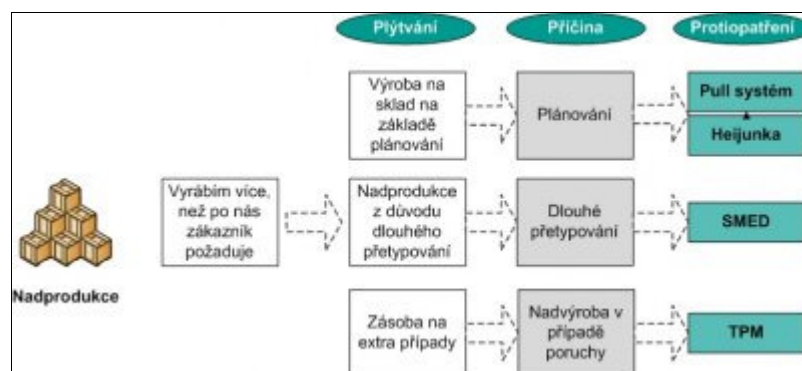 Plýtvání
Příčina
Protiopatření
Výroba na
sklad na
základě
plánování
Plánování
Pull systém
Heijunka
Vyrábím více,
než po nás
zákazník
požaduje
Nadprodukce
z důvodu
dlouhého
přetypování
Dlouhé
přetypování
SMED
Nadprodukce
Zásoba na
extra případy
Nadvýroba v
případě
poruchy
TPM